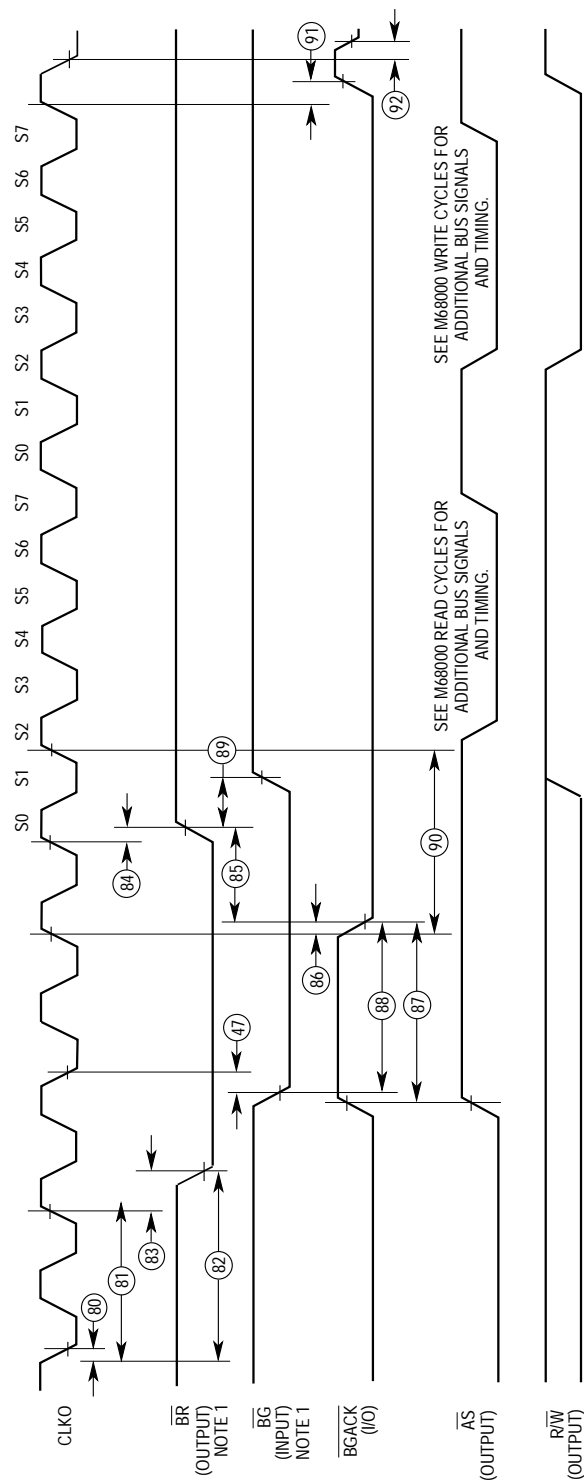 S0 S1 S2 S3 S4 S5 S6 S7 S0 S1 S2 S3 S4 S5 S6 S7
CLKO
80
81
83
82
47
84
85
89
86
88
87
90
91
92
BR
(OUTPUT)
NOTE 1
BG
(INPUT)
NOTE 1
BGACK
(I/O)
AS
(OUTPUT)
SEE M68000 READ CYCLES FOR
ADDITIONAL BUS SIGNALS
AND TIMING.
SEE M68000 WRITE CYCLES FOR
ADDITIONAL BUS SIGNALS
AND TIMING.
R/W
(OUTPUT)